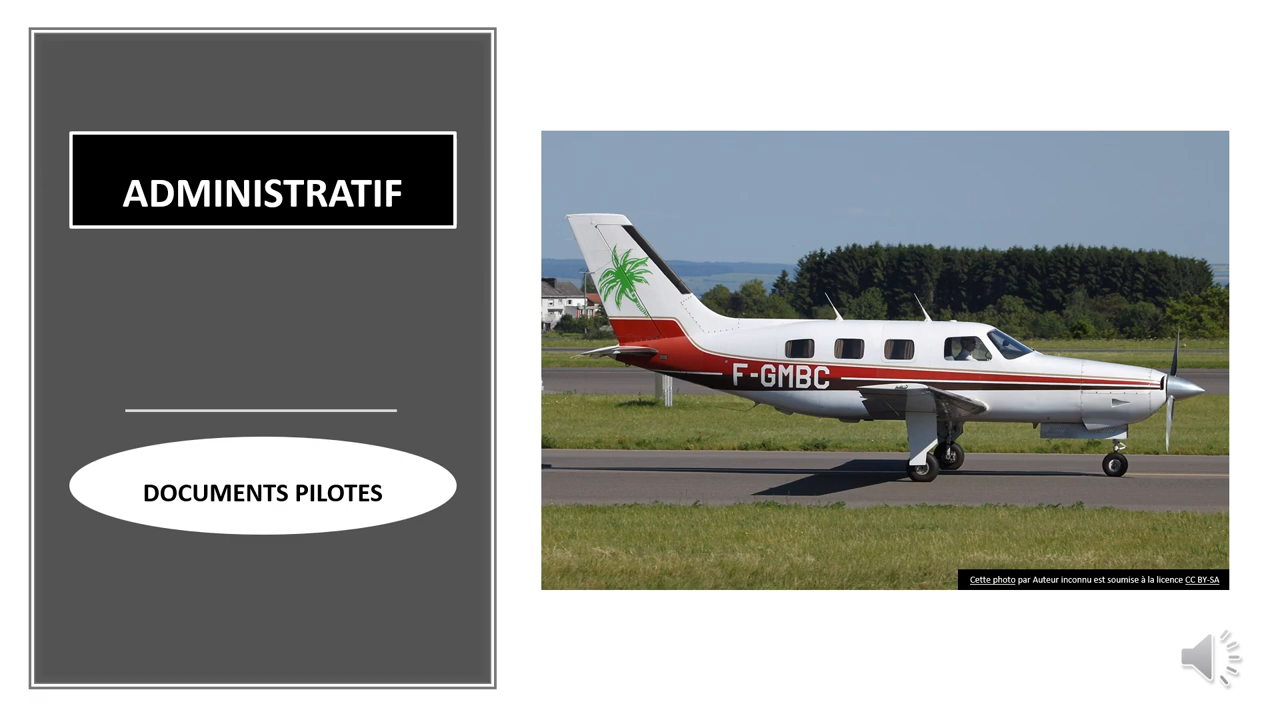 ADMINISTRATIF
DOCUMENTS PILOTES
F-GMBC
Cette photo par Auteur inconnu est soumise à la licence CC BY-SA